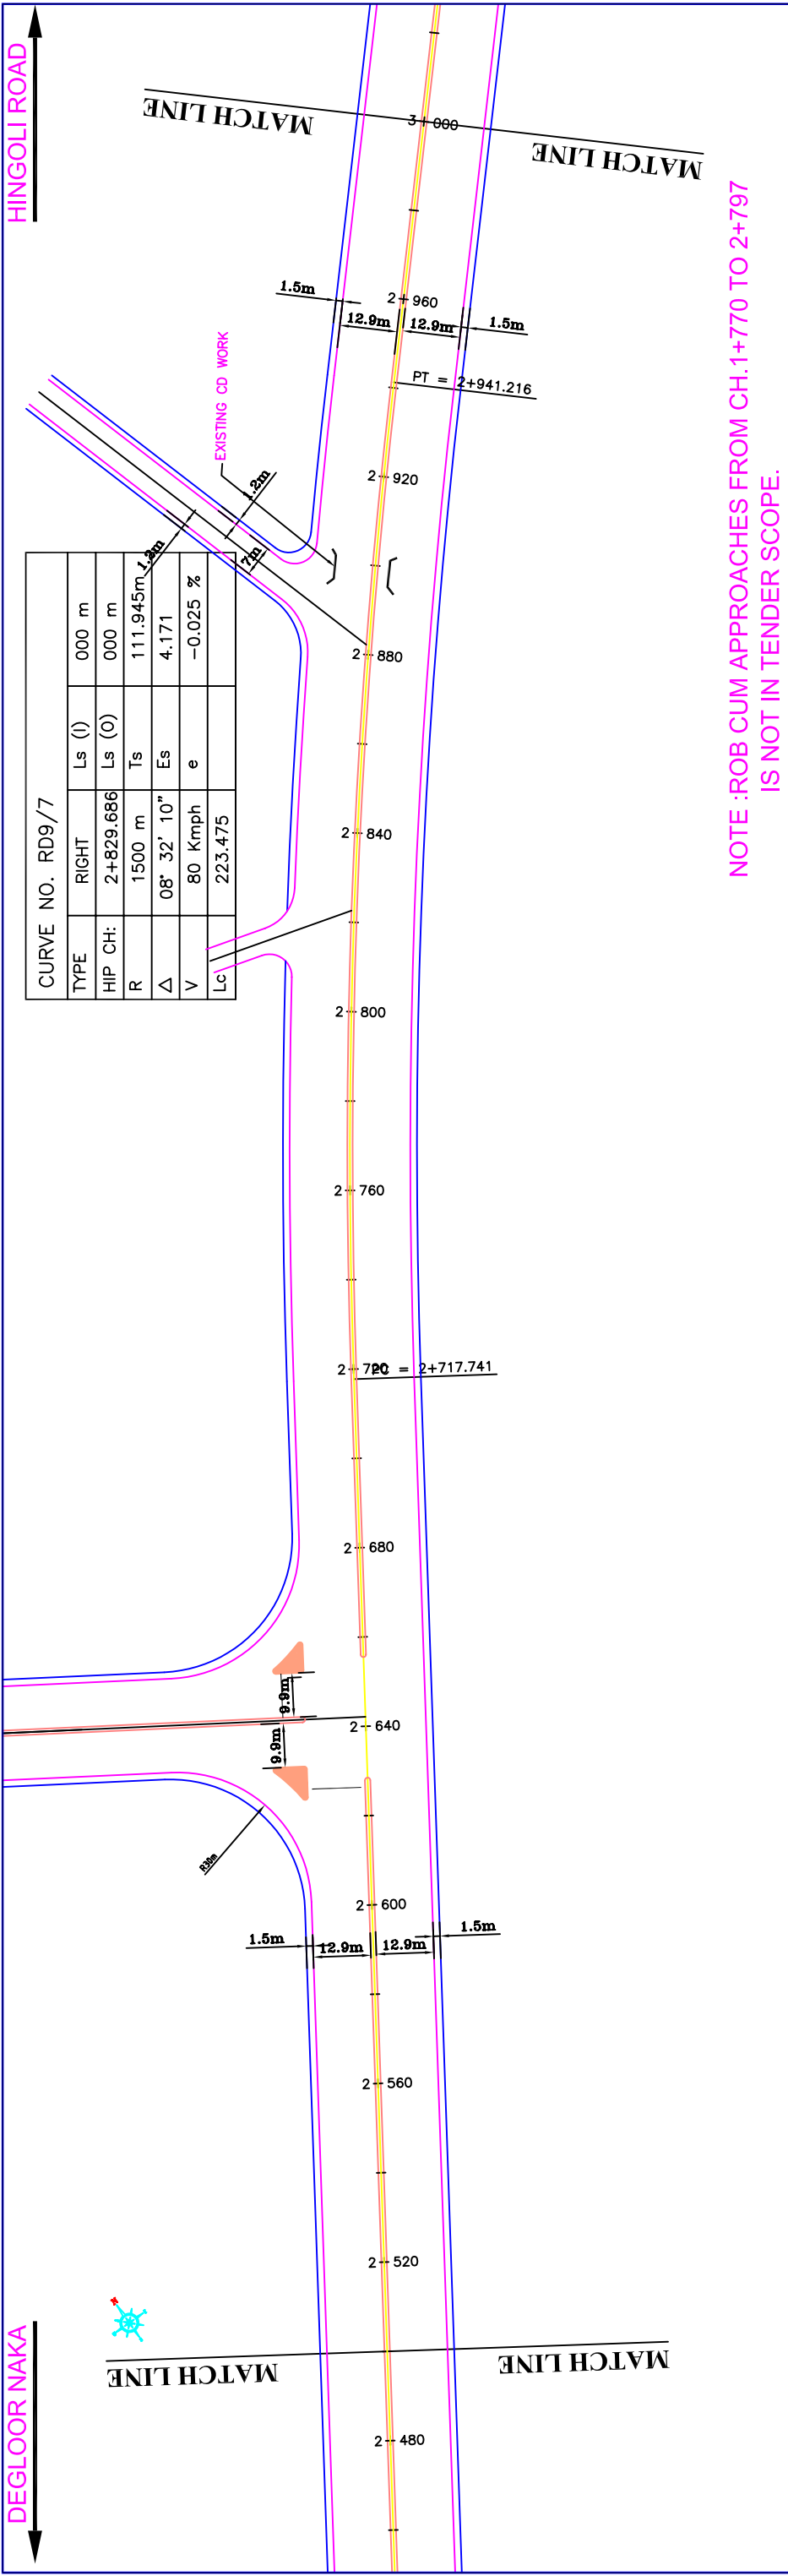 HINGOLI ROAD
MATCH LINE
MATCH LINE
3+000
1.5m
12.9m
12.9m
1.5m
2+960
PT = 2+941.216
EXISTING CD WORK
1.2m
1.2m
7m
2 920
2 880
2 840
2 800
2 760
2 720
PC = 2+717.741
2 680
2 640
9.9m
9.9m
R30m
2 600
1.5m
12.9m
12.9m
1.5m
2 560
2 520
MATCH LINE
MATCH LINE
2 480
DEGLOOR NAKA
CURVE NO. RD9/7
TYPE RIGHT Ls (I) 000 m
HIP CH: 2+829.686 Ls (O) 000 m
R 1500 m Ts 111.945m
△ 08° 32' 10" Es 4.171
V 80 Kmph e -0.025 %
Lc 223.475
NOTE :ROB CUM APPROACHES FROM CH.1+770 TO 2+797
IS NOT IN TENDER SCOPE.